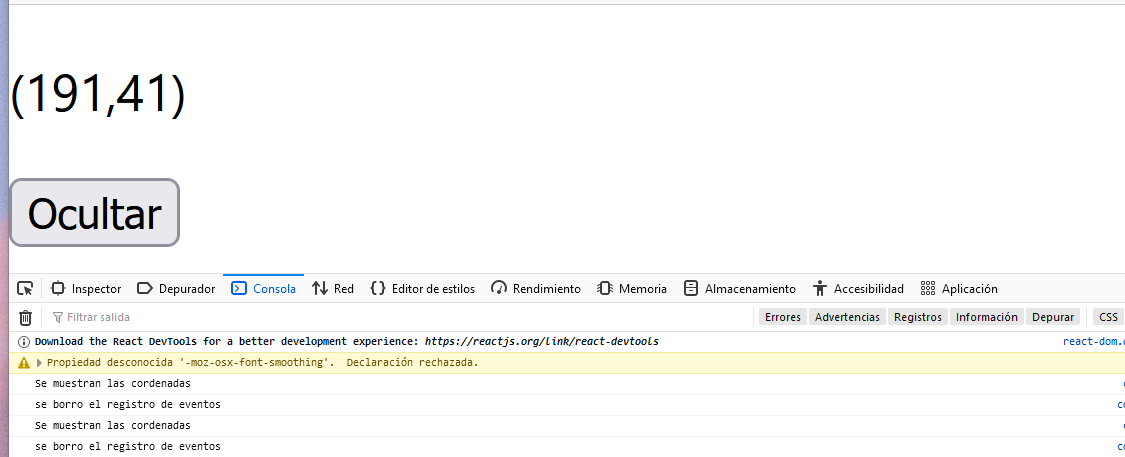 (191,41)
Ocultar
Inspector Depurador Consola Red Editor de estilos Rendimiento Memoria Almacenamiento Accesibilidad Aplicación
Filtrar salida Errores Advertencias Registros Información Depurar CSS
Download the React DevTools for a better development experience: https://reactjs.org/link/react-devtools react-dom.
Propiedad desconocida '-moz-osx-font-smoothing'. Declaración rechazada.
Se muestran las cordenadas
se borro el registro de eventos
Se muestran las cordenadas
se borro el registro de eventos